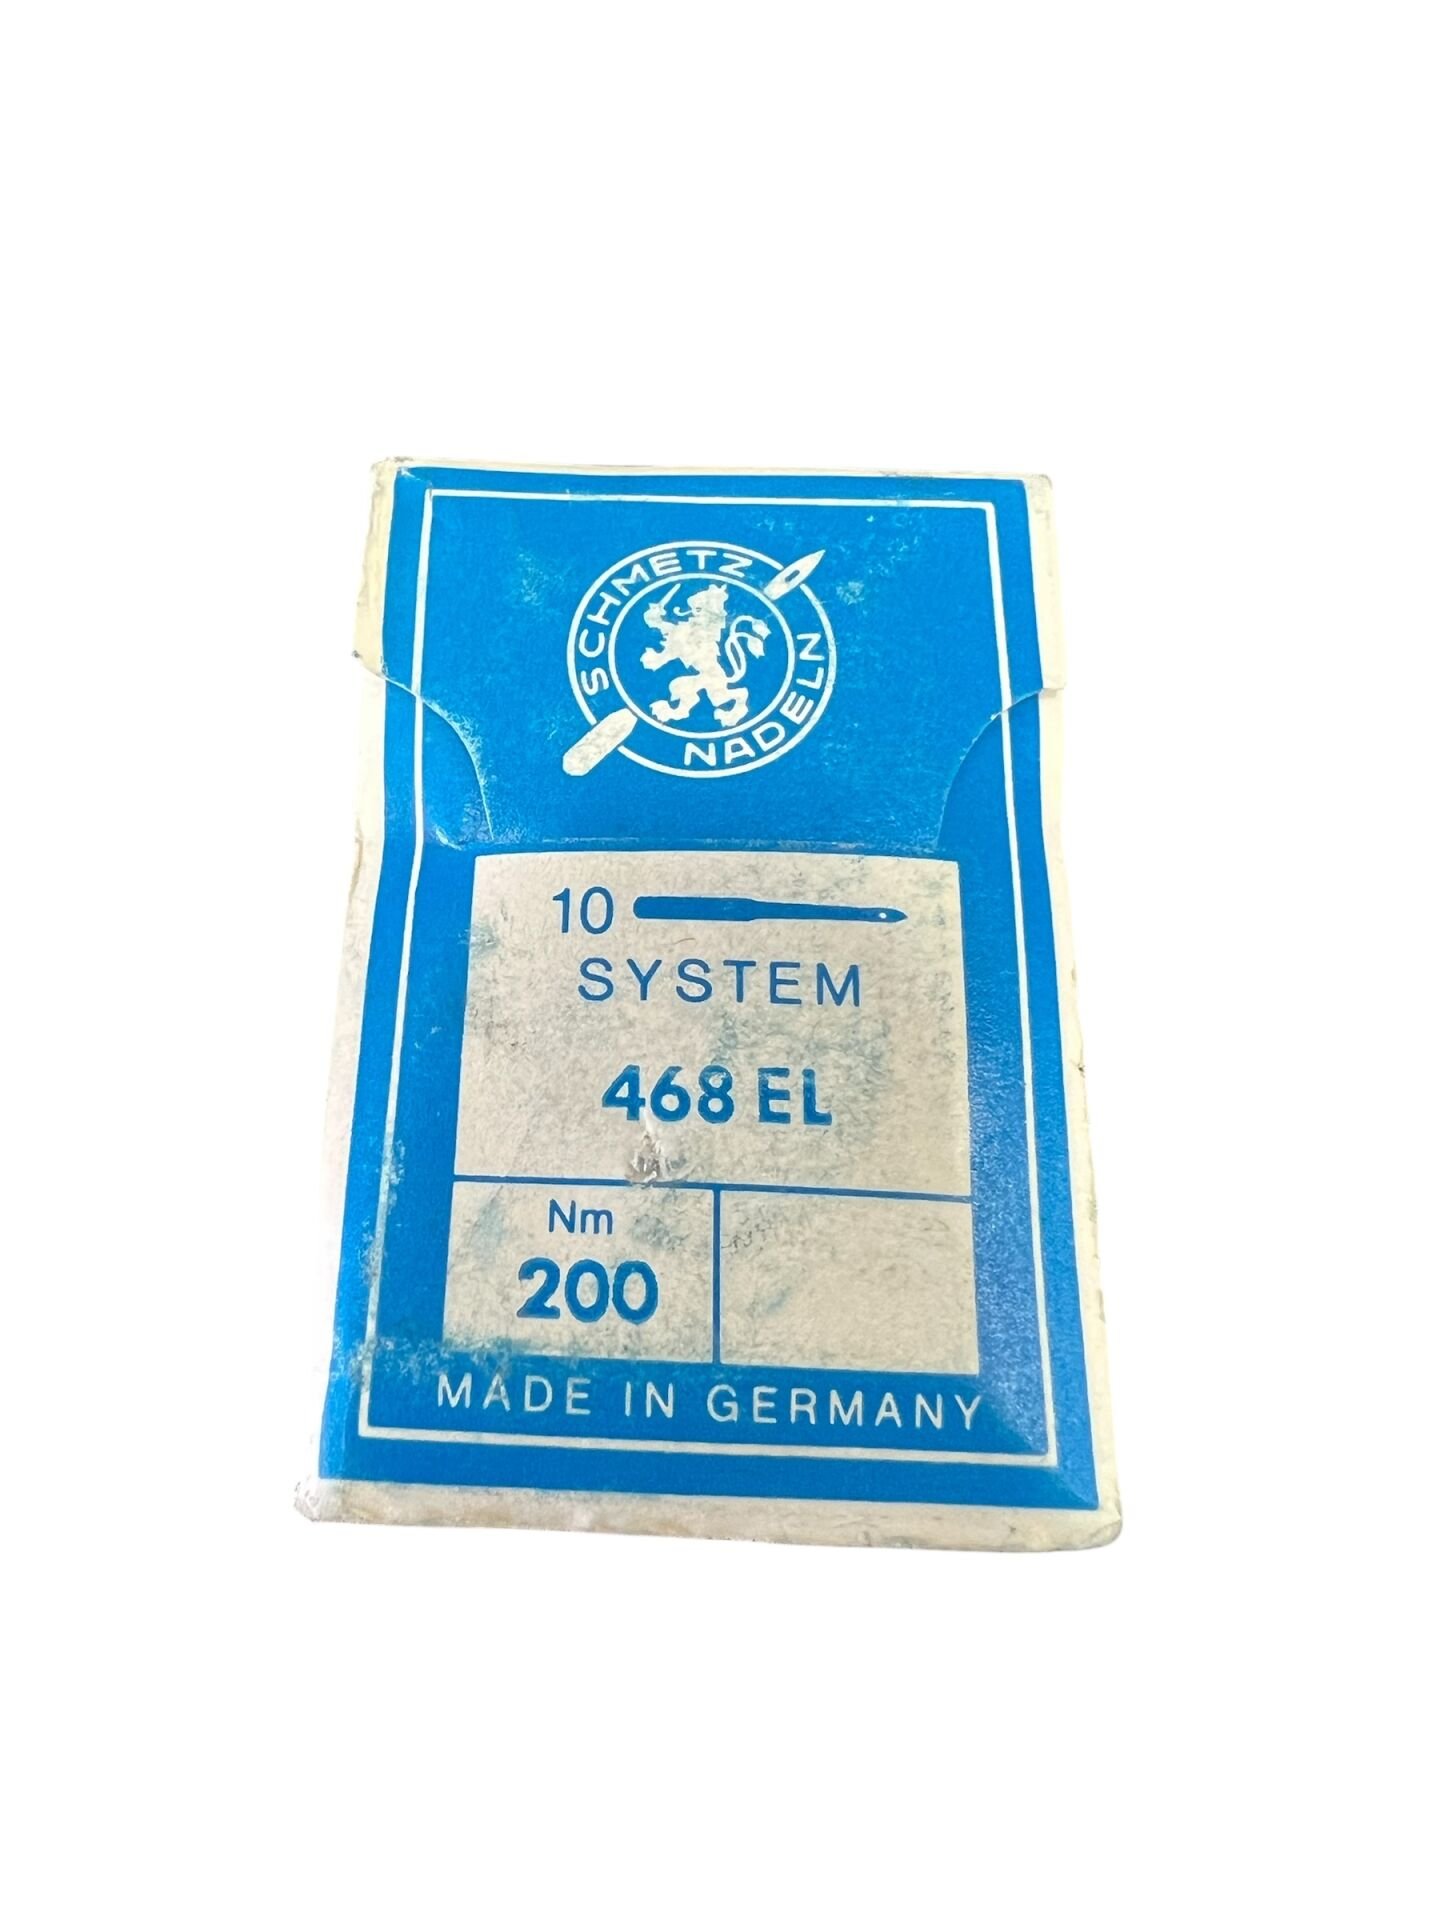 SCHMETZ
NADELN
10
SYSTEM
468 EL
Nm
200
MADE IN GERMANY